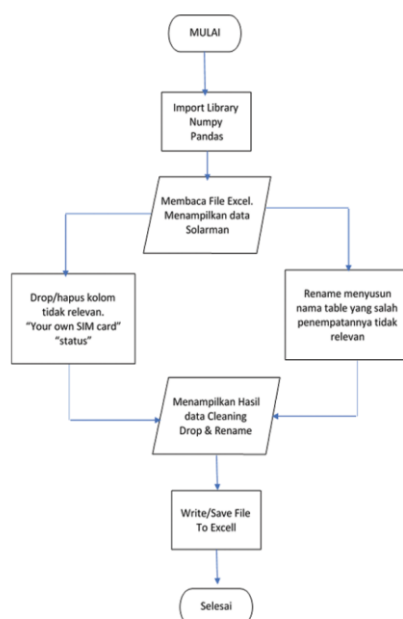 MULAI
Import Library
Numpy
Pandas
Membaca File Excel.
Menampilkan data
Solarman
Drop/hapus kolom
tidak relevan.
“Your own SIM card”
“status”
Rename menyusun
nama table yang salah
penempatannya tidak
relevan
Menampilkan Hasil
data Cleaning
Drop & Rename
Write/Save File
To Excell
Selesai